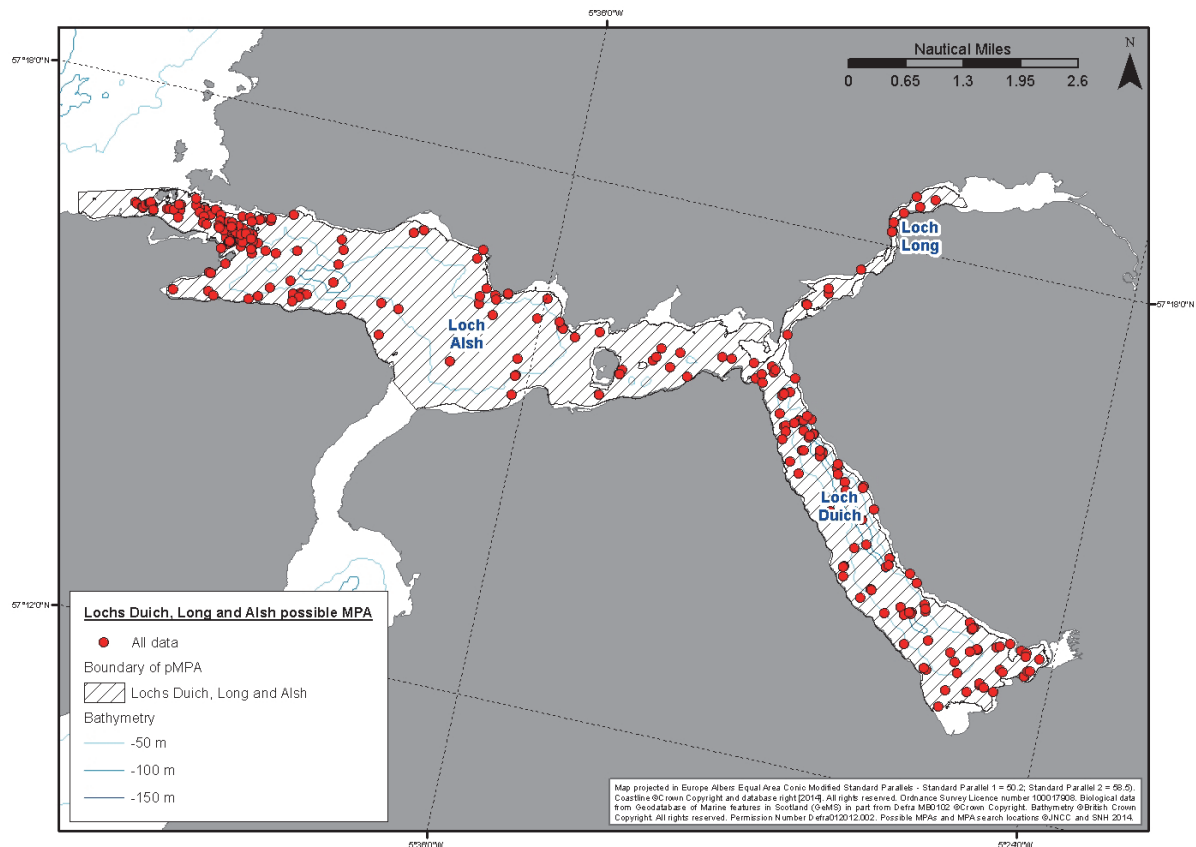 5°36'0"W
57°18'0"N
Nautical Miles
0 0.65 1.3 1.95 2.6
N
Loch
Long
57°18'0"N
Loch
Alsh
Loch
Duich
57°12'0"N
Lochs Duich, Long and Alsh possible MPA
All data
Boundary of pMPA
Lochs Duich, Long and Alsh
Bathymetry
-50 m
-100 m
-150 m
Map projected in Europe Albers Equal Area Conic Modified Standard Parallels - Standard Parallel 1 = 50.2; Standard Parallel 2 = 58.5).
Coastline ©Crown Copyright and database right [2014]. All rights reserved. Ordnance Survey Licence number 100017908. Biological data
from Geodatabase of Marine features in Scotland (GeMS) in part from Defra MB0102 ©Crown Copyright. Bathymetry ©British Crown
Copyright. All rights reserved. Permission Number Defra012012.002. Possible MPAs and MPA search locations ©JNCC and SNH 2014.
5°36'0"W
5°24'0"W